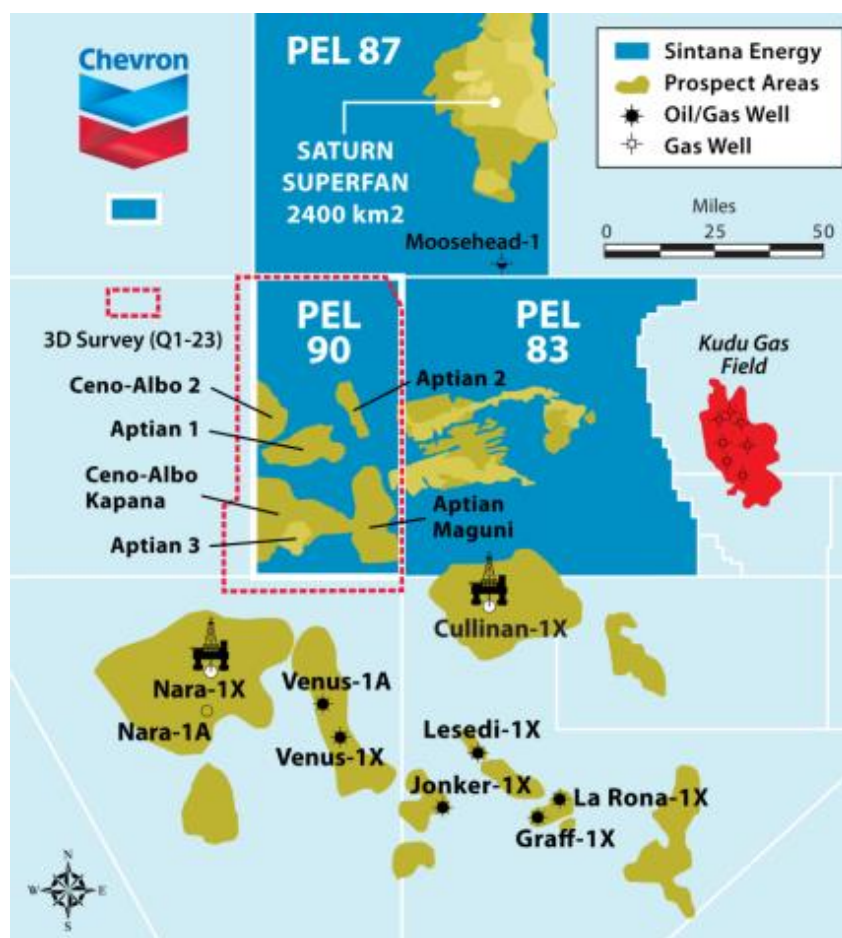 Chevron
PEL 87
SATURN
SUPERFAN
2400 km2
Moosehead-1
Sintana Energy
Prospect Areas
Oil/Gas Well
Gas Well
Miles
0 25 50
3D Survey (Q1-23)
PEL
90
PEL
83
Kudu Gas
Field
Ceno-Albo 2
Aptian 2
Aptian 1
Ceno-Albo
Kapana
Aptian 3
Aptian
Maguni
Cullinan-1X
Nara-1X
Nara-1A
Venus-1A
Venus-1X
Lesedi-1X
Jonker-1X
La Rona-1X
Graff-1X
N
W E
S